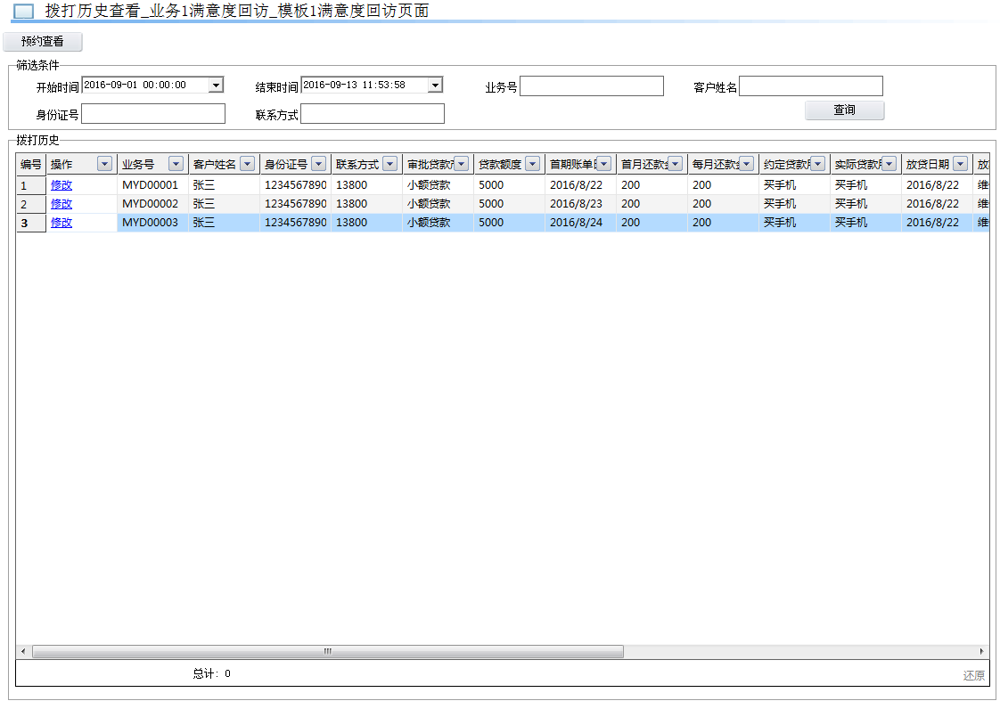 拨打历史查看_业务1满意度回访_模板1满意度回访页面
预约查看
筛选条件
开始时间 2016-09-01 00:00:00 结束时间 2016-09-13 11:53:58 业务号 客户姓名
身份证号 联系方式 查询
拨打历史
编号 操作 业务号 客户姓名 身份证号 联系方式 审批贷款 贷款额度 首期账单 首月还款 每月还款 约定贷款 实际贷款 放贷日期 放
1 修改 MYD00001 张三 1234567890 13800 小额贷款 5000 2016/8/22 200 200 买手机 买手机 2016/8/22 维
2 修改 MYD00002 张三 1234567890 13800 小额贷款 5000 2016/8/23 200 200 买手机 买手机 2016/8/22 维
3 修改 MYD00003 张三 1234567890 13800 小额贷款 5000 2016/8/24 200 200 买手机 买手机 2016/8/22 维
总计: 0 还原